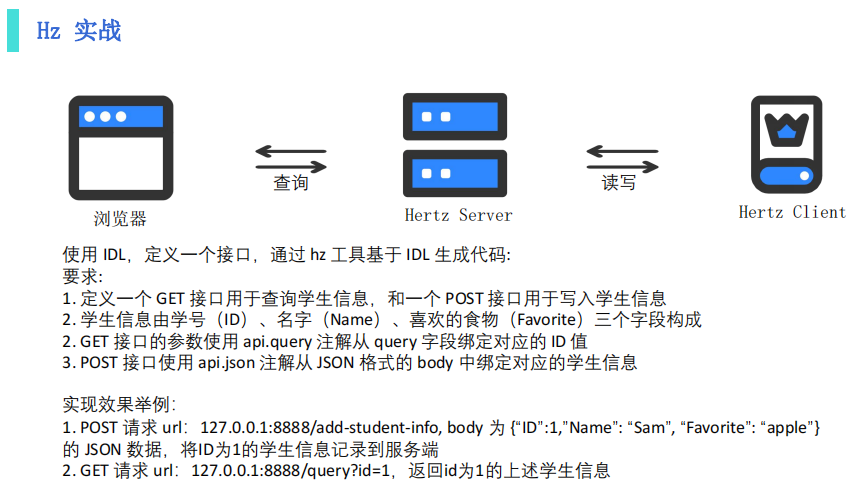 Hz 实战
查询
读写
浏览器
Hertz Server
Hertz Client
使用 IDL，定义一个接口，通过 hz 工具基于 IDL 生成代码:
要求:
1. 定义一个 GET 接口用于查询学生信息，和一个 POST 接口用于写入学生信息
2. 学生信息由学号（ID）、名字（Name）、喜欢的食物（Favorite）三个字段构成
2. GET 接口的参数使用 api.query 注解从 query 字段绑定对应的 ID 值
3. POST 接口使用 api.json 注解从 JSON 格式的 body 中绑定对应的学生信息
实现效果举例：
1. POST 请求 url：127.0.0.1:8888/add-student-info, body 为 {“ID”:1,”Name”: “Sam”, “Favorite”: “apple”}
的 JSON 数据，将ID为1的学生信息记录到服务端
2. GET 请求 url：127.0.0.1:8888/query?id=1，返回id为1的上述学生信息